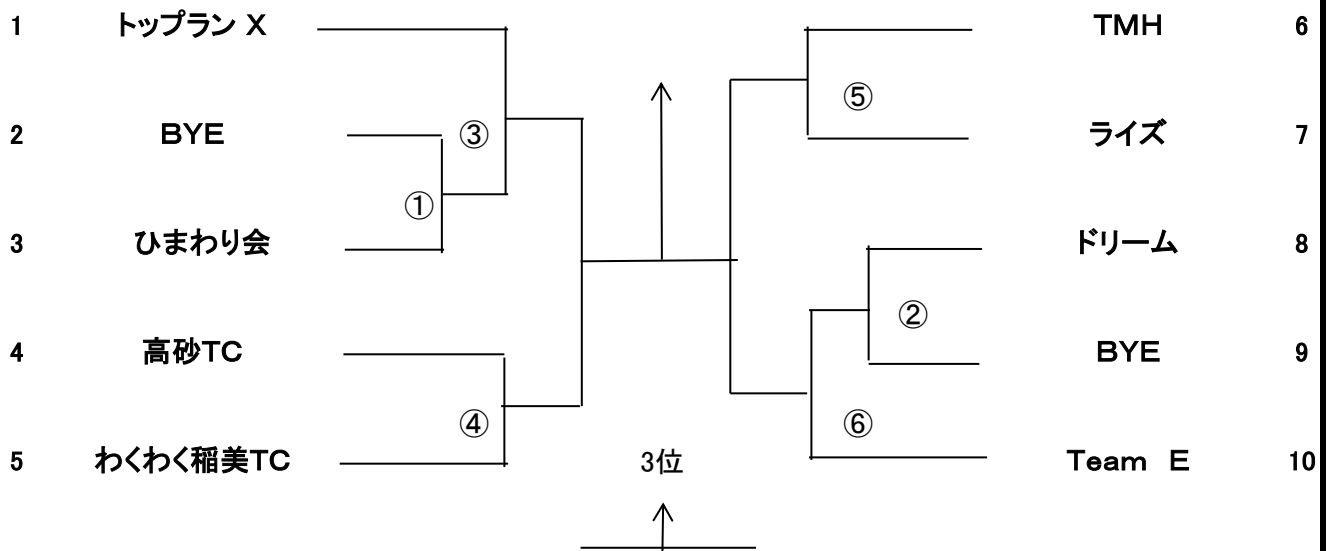 1 トップラン X
TMH 6
⑤
2 BYE ③
ライズ 7
①
3 ひまわり会
ドリーム 8
②
4 高砂TC
BYE 9
④
⑥
5 わくわく稲美TC
3位
Team E 10